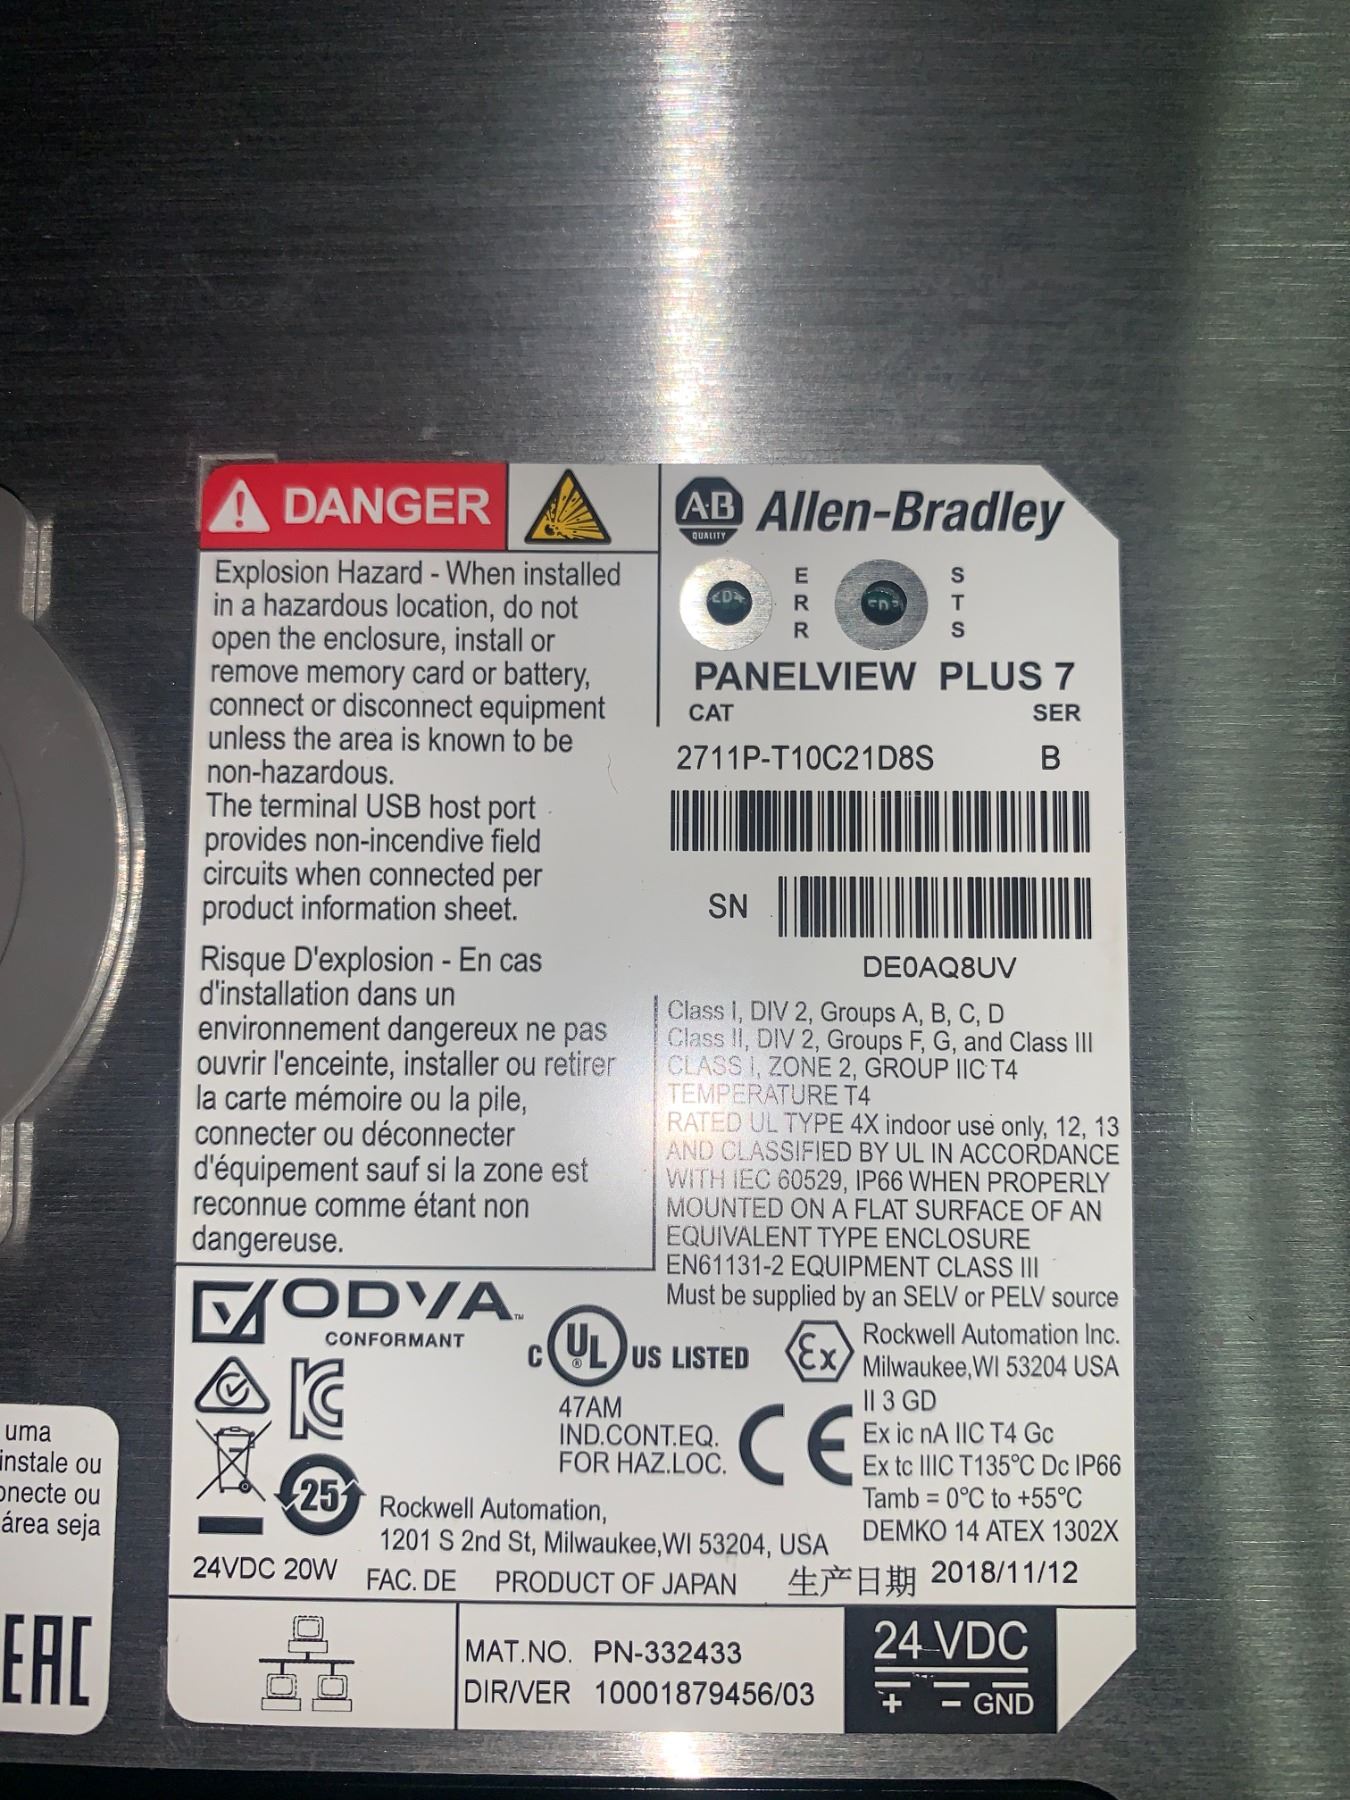 DANGER
Explosion Hazard - When installed
in a hazardous location, do not
open the enclosure, install or
remove memory card or battery,
connect or disconnect equipment
unless the area is known to be
non-hazardous.
The terminal USB host port
provides non-incendive field
circuits when connected per
product information sheet.
Risque D'explosion - En cas
d'installation dans un
environnement dangereux ne pas
ouvrir l'enceinte, installer ou retirer
la carte mémoire ou la pile,
connecter ou déconnecter
d'équipement sauf si la zone est
reconnue comme étant non
dangereuse.
A-B QUALITY Allen-Bradley
ERR STS
PANELVIEW PLUS 7
CAT SER
2711P-T10C21D8S B
SN
DE0AQ8UV
Class I, DIV 2, Groups A, B, C, D
Class II, DIV 2, Groups F, G, and Class III
CLASS I, ZONE 2, GROUP IIC T4
TEMPERATURE T4
RATED UL TYPE 4X indoor use only, 12, 13
AND CLASSIFIED BY UL IN ACCORDANCE
WITH IEC 60529, IP66 WHEN PROPERLY
MOUNTED ON A FLAT SURFACE OF AN
EQUIVALENT TYPE ENCLOSURE
EN61131-2 EQUIPMENT CLASS III
Must be supplied by an SELV or PELV source
ODVA™
CONFORMANT
C UL® US LISTED
47AM
IND.CONT.EQ.
FOR HAZ.LOC.
CE
Ex
Rockwell Automation Inc.
Milwaukee,WI 53204 USA
II 3 GD
Ex ic nA IIC T4 Gc
Ex tc IIIC T135°C Dc IP66
Tamb = 0°C to +55°C
DEMKO 14 ATEX 1302X
25
Rockwell Automation,
1201 S 2nd St, Milwaukee,WI 53204, USA
24VDC 20W FAC. DE PRODUCT OF JAPAN 生产日期 2018/11/12
MAT.NO. PN-332433
DIR/VER 10001879456/03
24 VDC
+ - GND
uma
instale ou
onecte ou
área seja
EAC